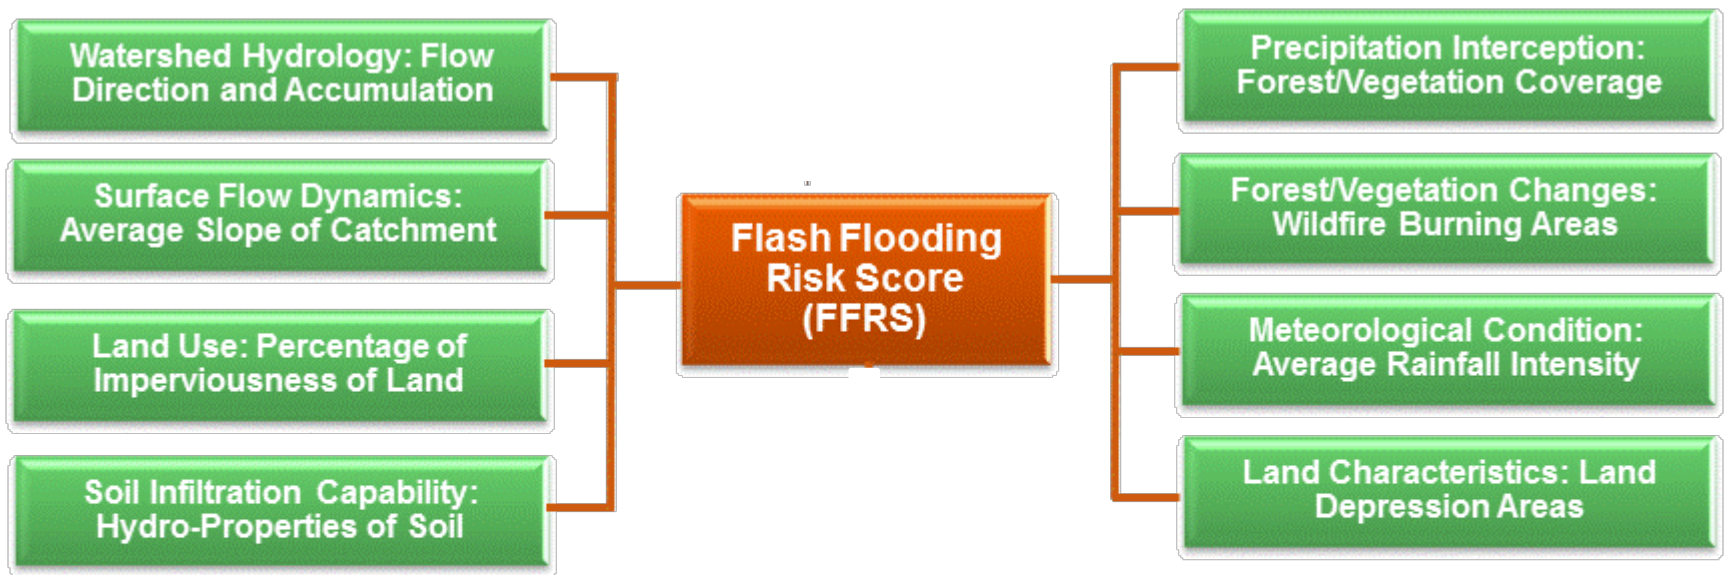 Watershed Hydrology: Flow
Direction and Accumulation
Surface Flow Dynamics:
Average Slope of Catchment
Land Use: Percentage of
Imperviousness of Land
Soil Infiltration Capability:
Hydro-Properties of Soil
Flash Flooding
Risk Score
(FFRS)
Precipitation Interception:
Forest/Vegetation Coverage
Forest/Vegetation Changes:
Wildfire Burning Areas
Meteorological Condition:
Average Rainfall Intensity
Land Characteristics: Land
Depression Areas